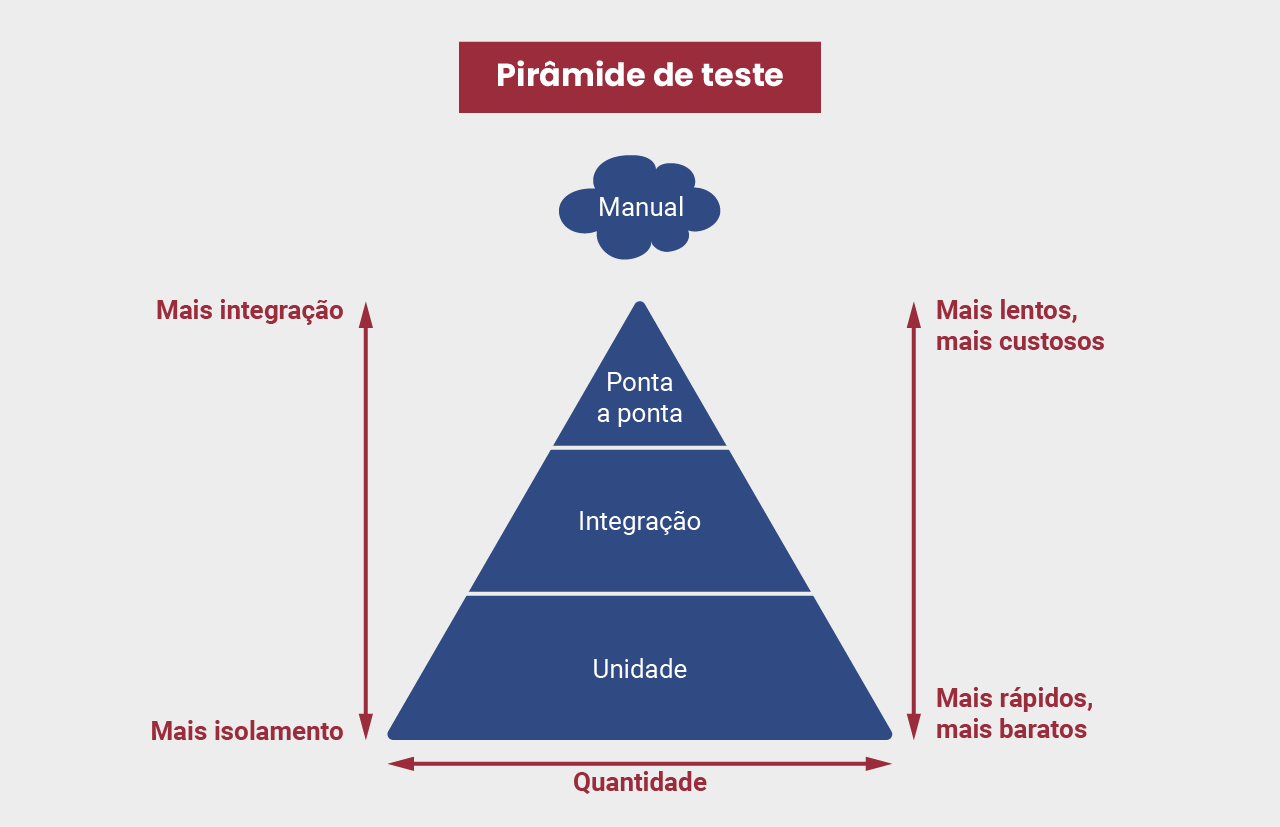 Pirâmide de teste
Manual
Mais integração
Mais lentos,
mais custosos
Ponta
a ponta
Integração
Unidade
Mais isolamento
Mais rápidos,
mais baratos
Quantidade